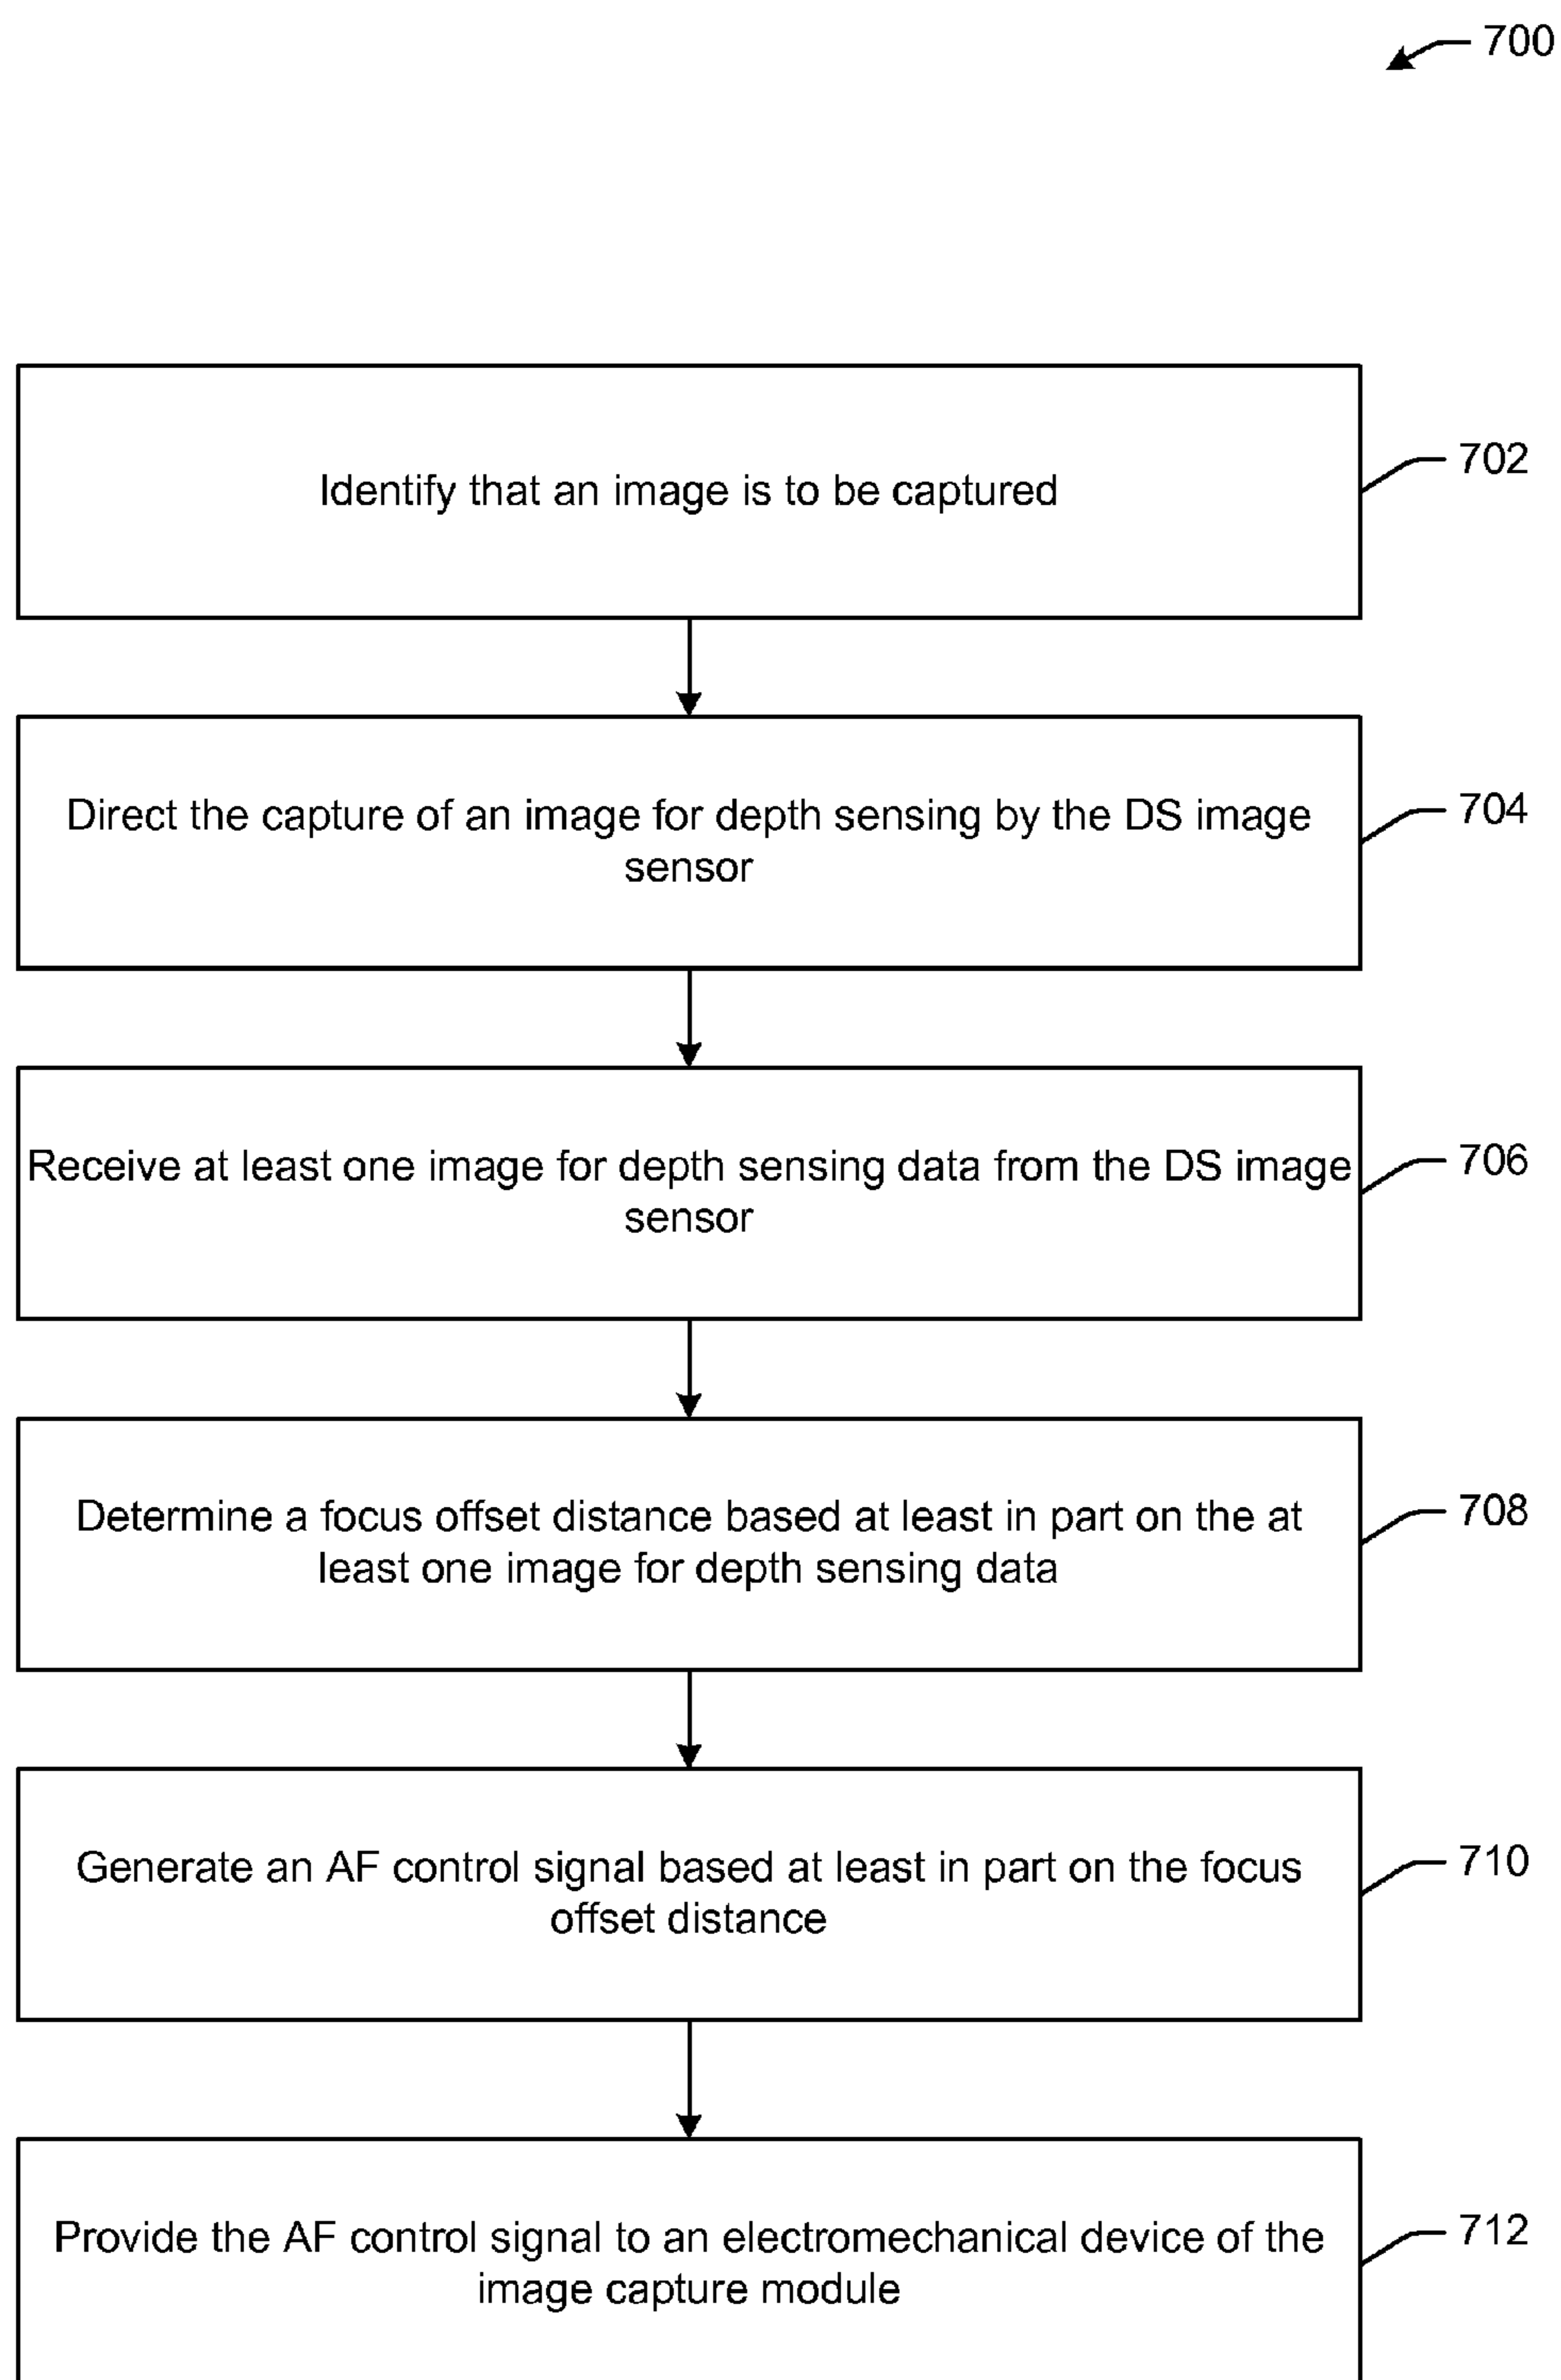 700
Identify that an image is to be captured
702
Direct the capture of an image for depth sensing by the DS image
sensor
704
Receive at least one image for depth sensing data from the DS image
sensor
706
Determine a focus offset distance based at least in part on the at
least one image for depth sensing data
708
Generate an AF control signal based at least in part on the focus
offset distance
710
Provide the AF control signal to an electromechanical device of the
image capture module
712